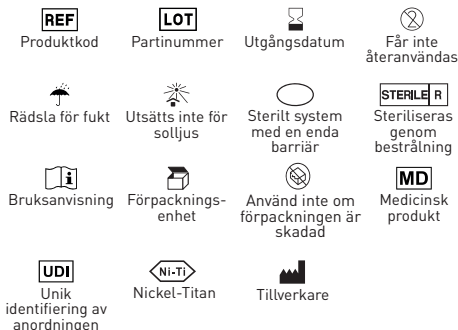 REF
LOT
Produktkod
Partinummer
Utgångsdatum
Får inte
återanvändas
STERILE R
Rädsla för fukt
Utsätts inte för
solljus
Sterilt system
med en enda
barriär
Steriliseras
genom
bestrålning
MD
Bruksanvisning
Förpacknings-
enhet
Använd inte om
förpackningen är
skadad
Medicinsk
produkt
UDI
Ni-Ti
Unik
identifiering av
anordningen
Nickel-Titan
Tillverkare